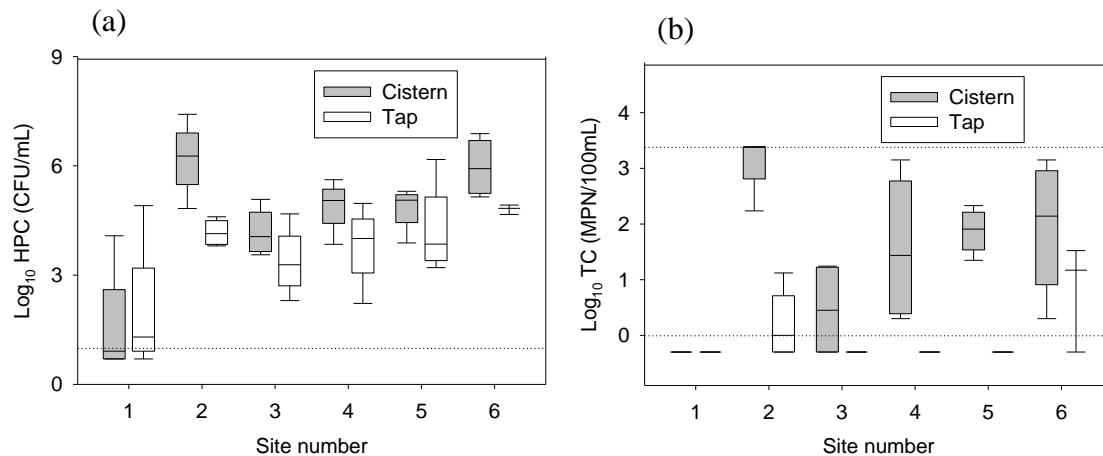 (a)
9
6
3
0
Log₁₀ HPC (CFU/mL)
Cistern
Tap
1 2 3 4 5 6
Site number
(b)
4
3
2
1
0
Log₁₀ TC (MPN/100mL)
Cistern
Tap
1 2 3 4 5 6
Site number